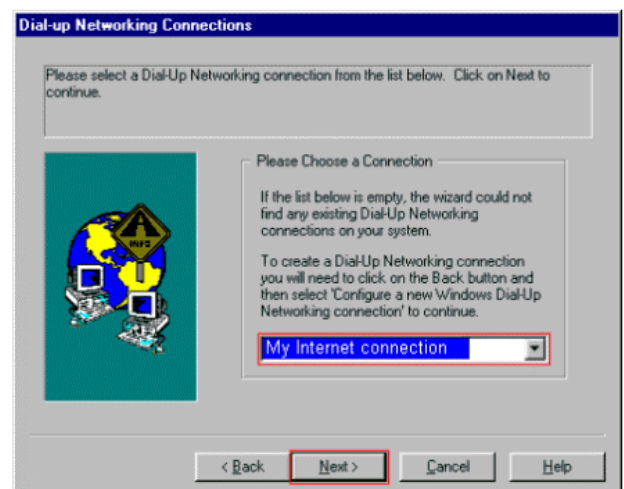 Dial-up Networking Connections
Please select a Dial-Up Networking connection from the list below. Click on Next to
continue.
INFO
Please Choose a Connection
If the list below is empty, the wizard could not
find any existing Dial-Up Networking
connections on your system.
To create a Dial-Up Networking connection
you will need to click on the Back button and
then select 'Configure a new Windows Dial-Up
Networking connection' to continue.
My Internet connection
< Back
Next >
Cancel
Help